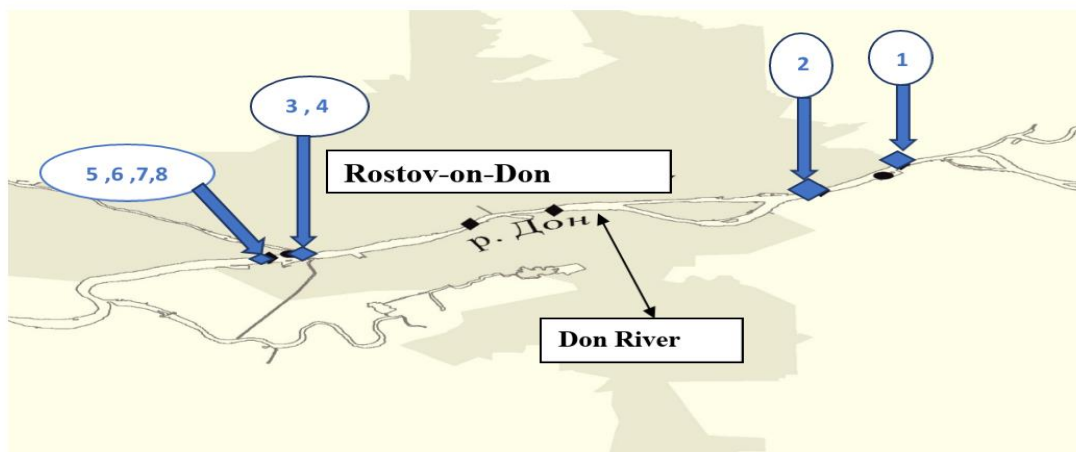 1
2
3 , 4
5 ,6 ,7,8
Rostov-on-Don
р. Дон
Don River